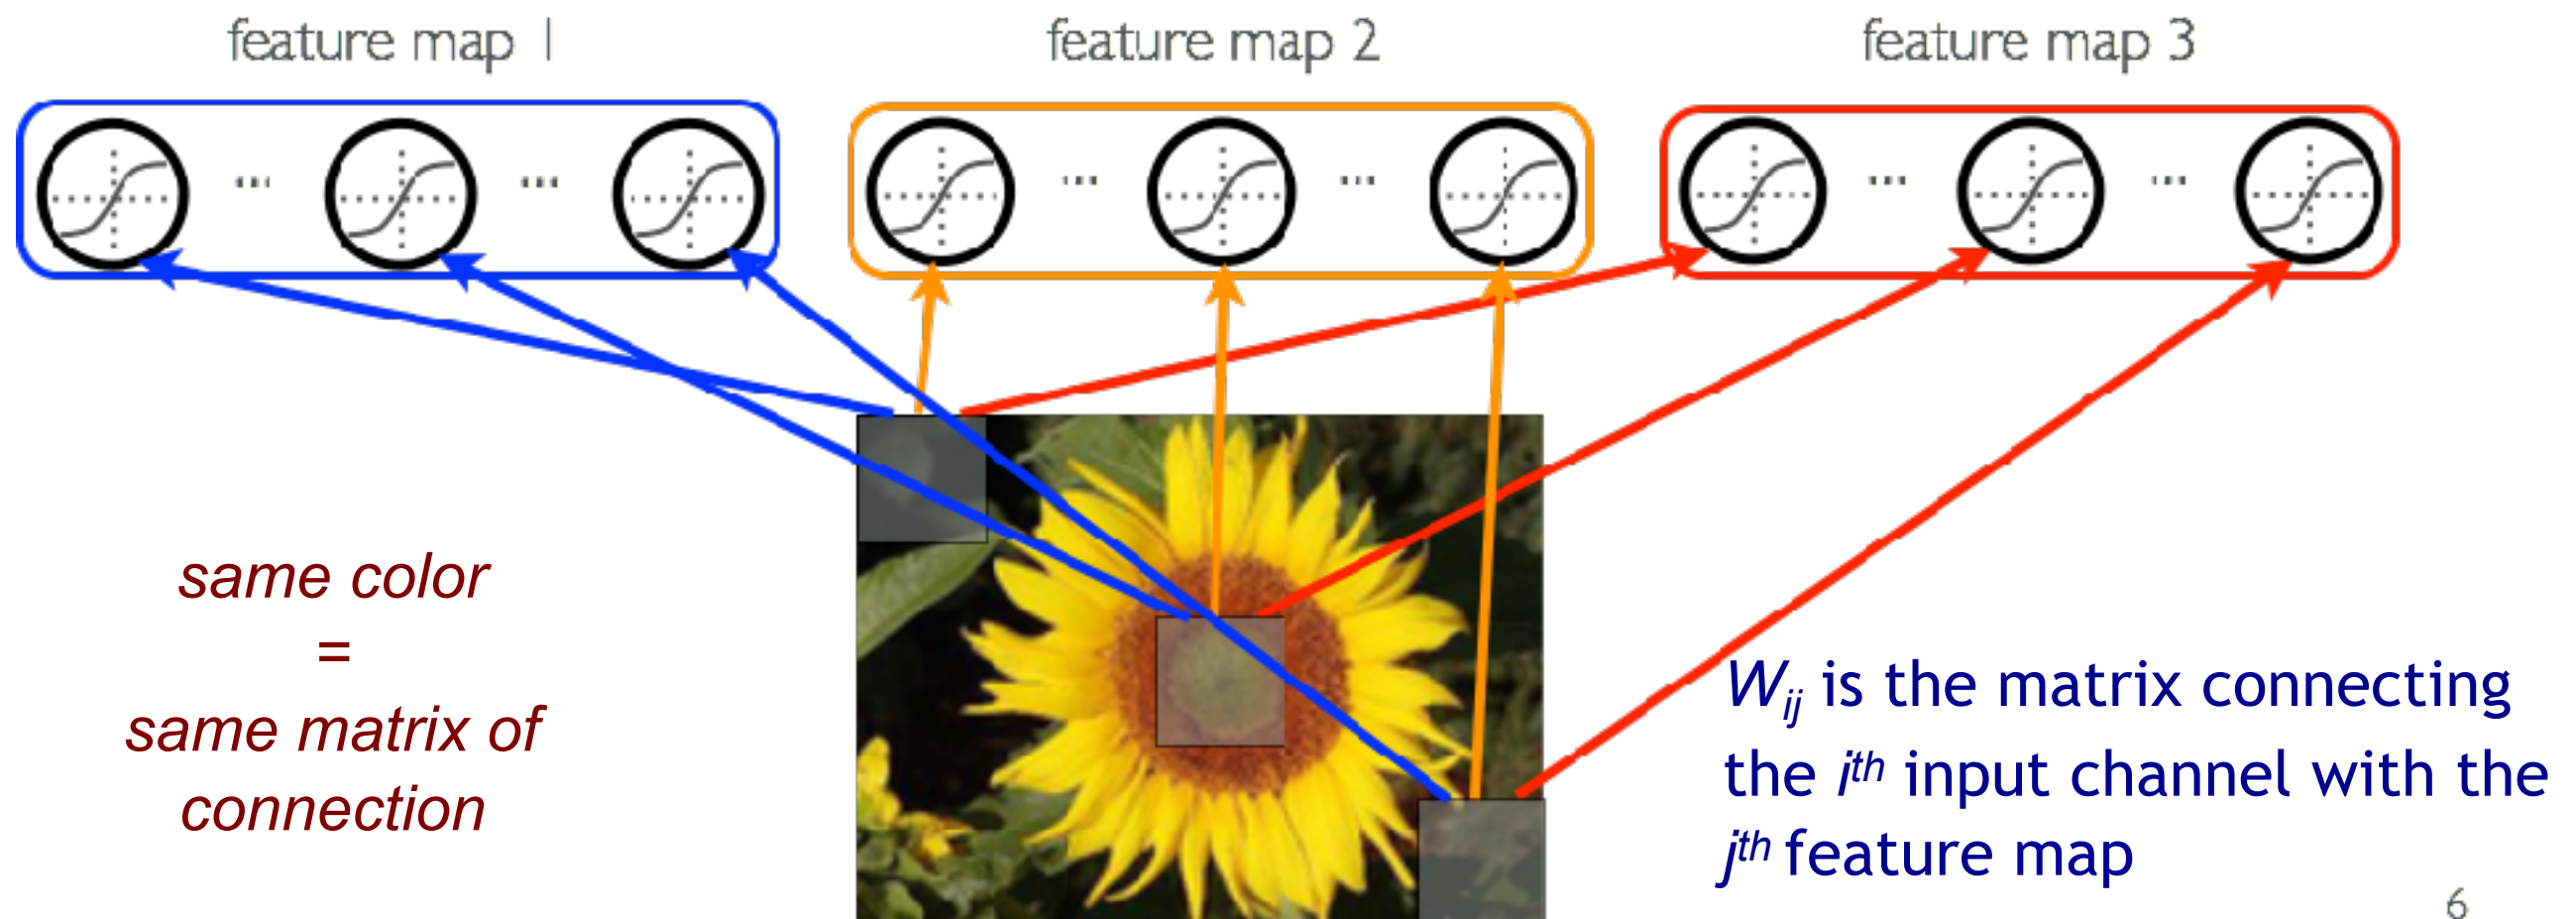 feature map 1
feature map 2
feature map 3
...
...
...
...
...
...
same color
=
same matrix of
connection
Wij is the matrix connecting
the ith input channel with the
jth feature map
6